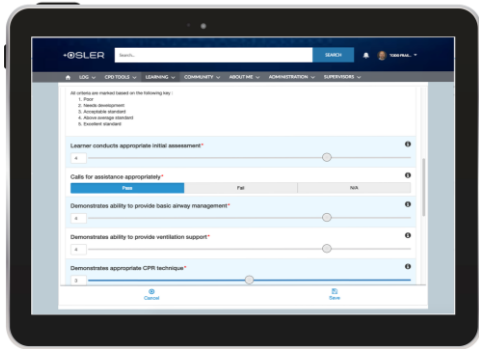 OSLER
Search...
SEARCH
LOG
CPD TOOLS
LEARNING
COMMUNITY
ABOUT ME
ADMINISTRATION
SUPERVISORS
All criteria are marked based on the following key :
1. Poor
2. Needs development
3. Acceptable standard
4. Above average standard
5. Excellent standard
Learner conducts appropriate initial assessment*
4
Calls for assistance appropriately*
Pass
Fail
N/A
Demonstrates ability to provide basic airway management*
4
Demonstrates ability to provide ventilation support*
4
Demonstrates appropriate CPR technique*
3
Cancel
Save